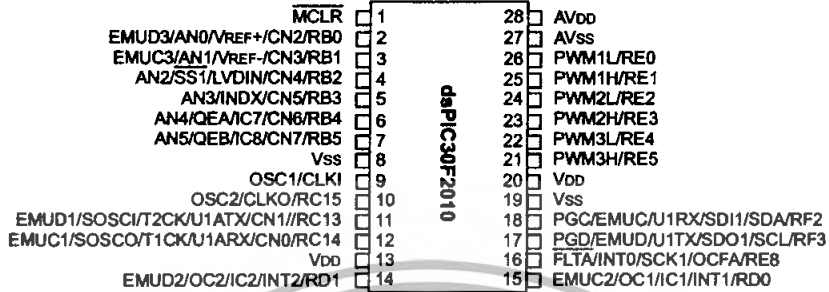 MCLR 1 28 AVDD
EMUD3/AN0/VREF+/CN2/RB0 2 27 AVSS
EMUC3/AN1/VREF-/CN3/RB1 3 26 PWM1L/RE0
AN2/SS1/LVDIN/CN4/RB2 4 25 PWM1H/RE1
AN3/INDX/CN5/RB3 5 24 PWM2L/RE2
AN4/QEA/IC7/CN6/RB4 6 23 PWM2H/RE3
AN5/QEB/IC8/CN7/RB5 7 22 PWM3L/RE4
VSS 8 21 PWM3H/RE5
OSC1/CLKI 9 20 VDD
OSC2/CLKO/RC15 10 19 VSS
EMUD1/SOSCI/T2CK/U1ATX/CN1//RC13 11 18 PGC/EMUC/U1RX/SDI1/SDA/RF2
EMUC1/SOSCO/T1CK/U1ARX/CN0/RC14 12 17 PGD/EMUD/U1TX/SDO1/SCL/RF3
VDD 13 16 FLTA/INT0/SCK1/OCFA/RE8
EMUD2/OC2/IC2/INT2/RD1 14 15 EMUC2/OC1/IC1/INT1/RD0
dsPIC30F2010